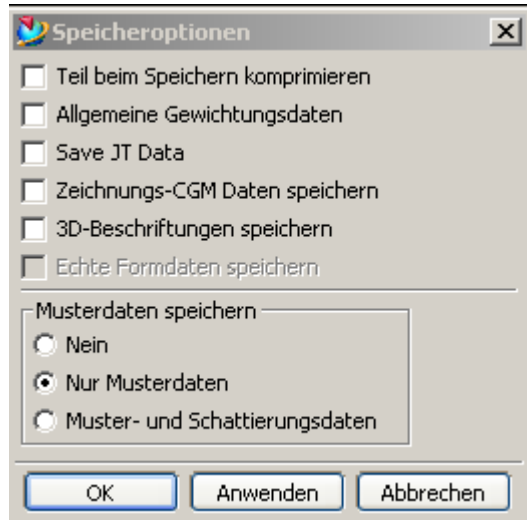 Speicheroptionen
Teil beim Speichern komprimieren
Allgemeine Gewichtungsdaten
Save JT Data
Zeichnungs-CGM Daten speichern
3D-Beschriftungen speichern
Echte Formdaten speichern
Musterdaten speichern
Nein
Nur Musterdaten
Muster- und Schattierungsdaten
OK Anwenden Abbrechen